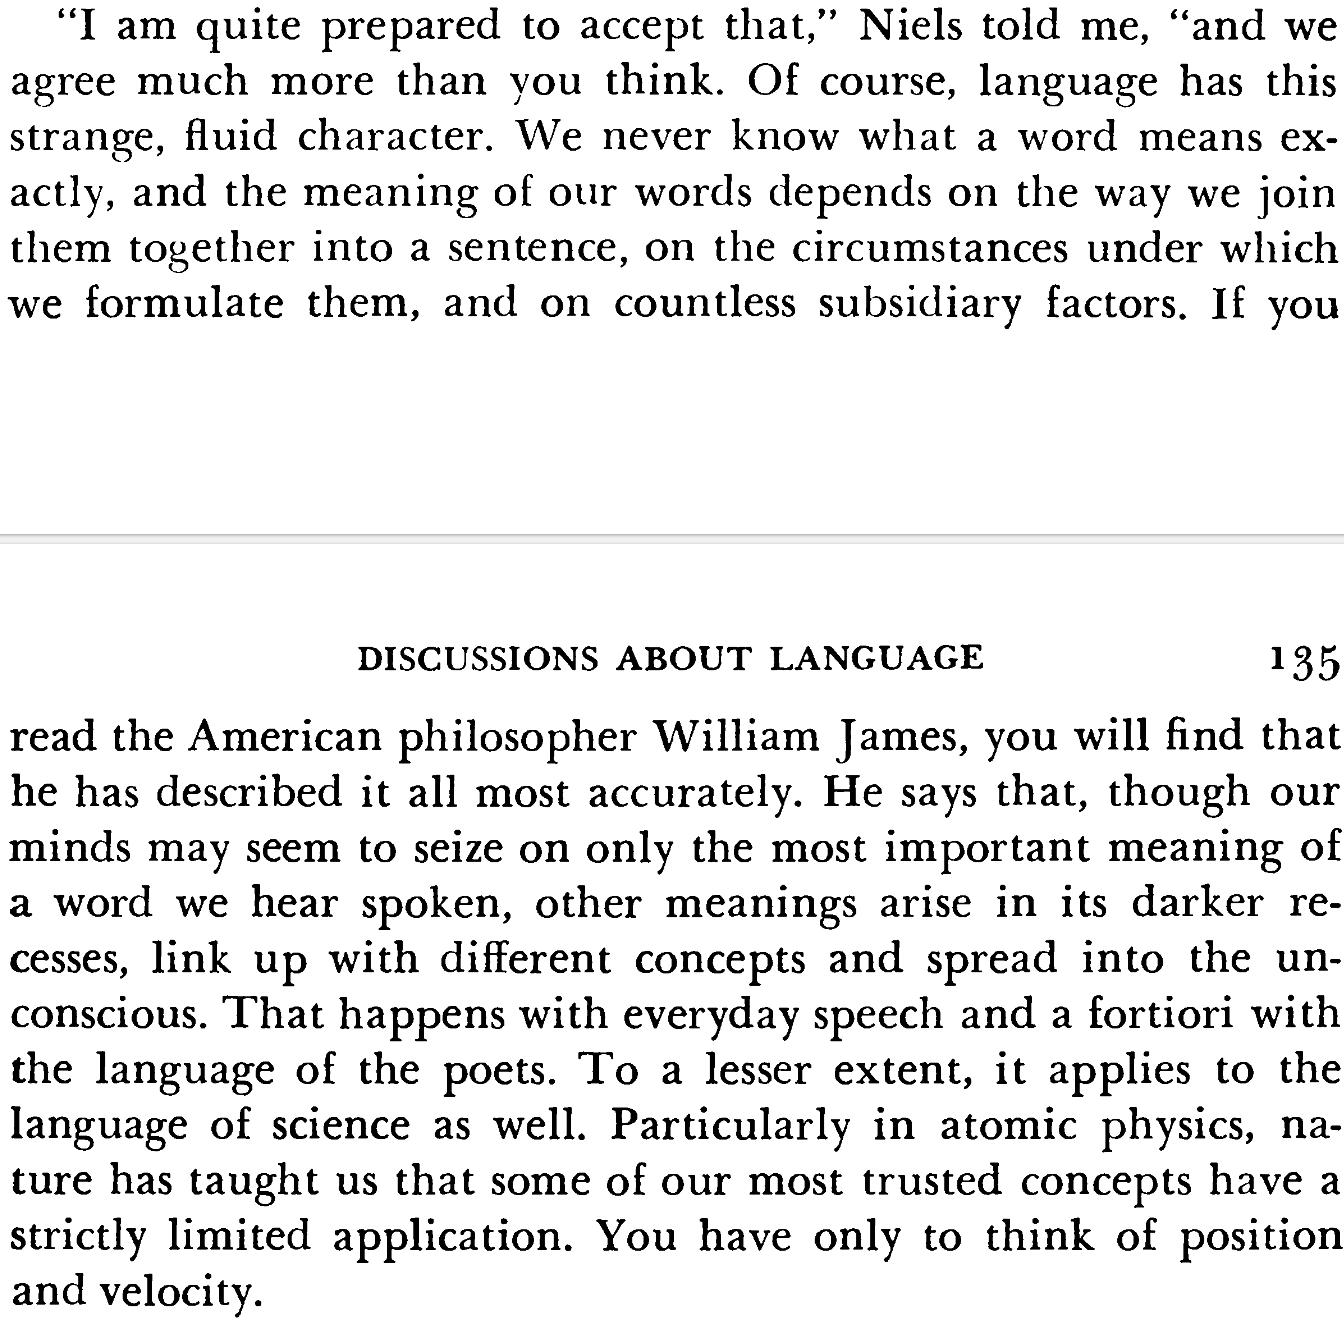 “I am quite prepared to accept that,” Niels told me, “and we
agree much more than you think. Of course, language has this
strange, fluid character. We never know what a word means ex-
actly, and the meaning of our words depends on the way we join
them together into a sentence, on the circumstances under which
we formulate them, and on countless subsidiary factors. If you
DISCUSSIONS ABOUT LANGUAGE 135
read the American philosopher William James, you will find that
he has described it all most accurately. He says that, though our
minds may seem to seize on only the most important meaning of
a word we hear spoken, other meanings arise in its darker re-
cesses, link up with different concepts and spread into the un-
conscious. That happens with everyday speech and a fortiori with
the language of the poets. To a lesser extent, it applies to the
language of science as well. Particularly in atomic physics, na-
ture has taught us that some of our most trusted concepts have a
strictly limited application. You have only to think of position
and velocity.